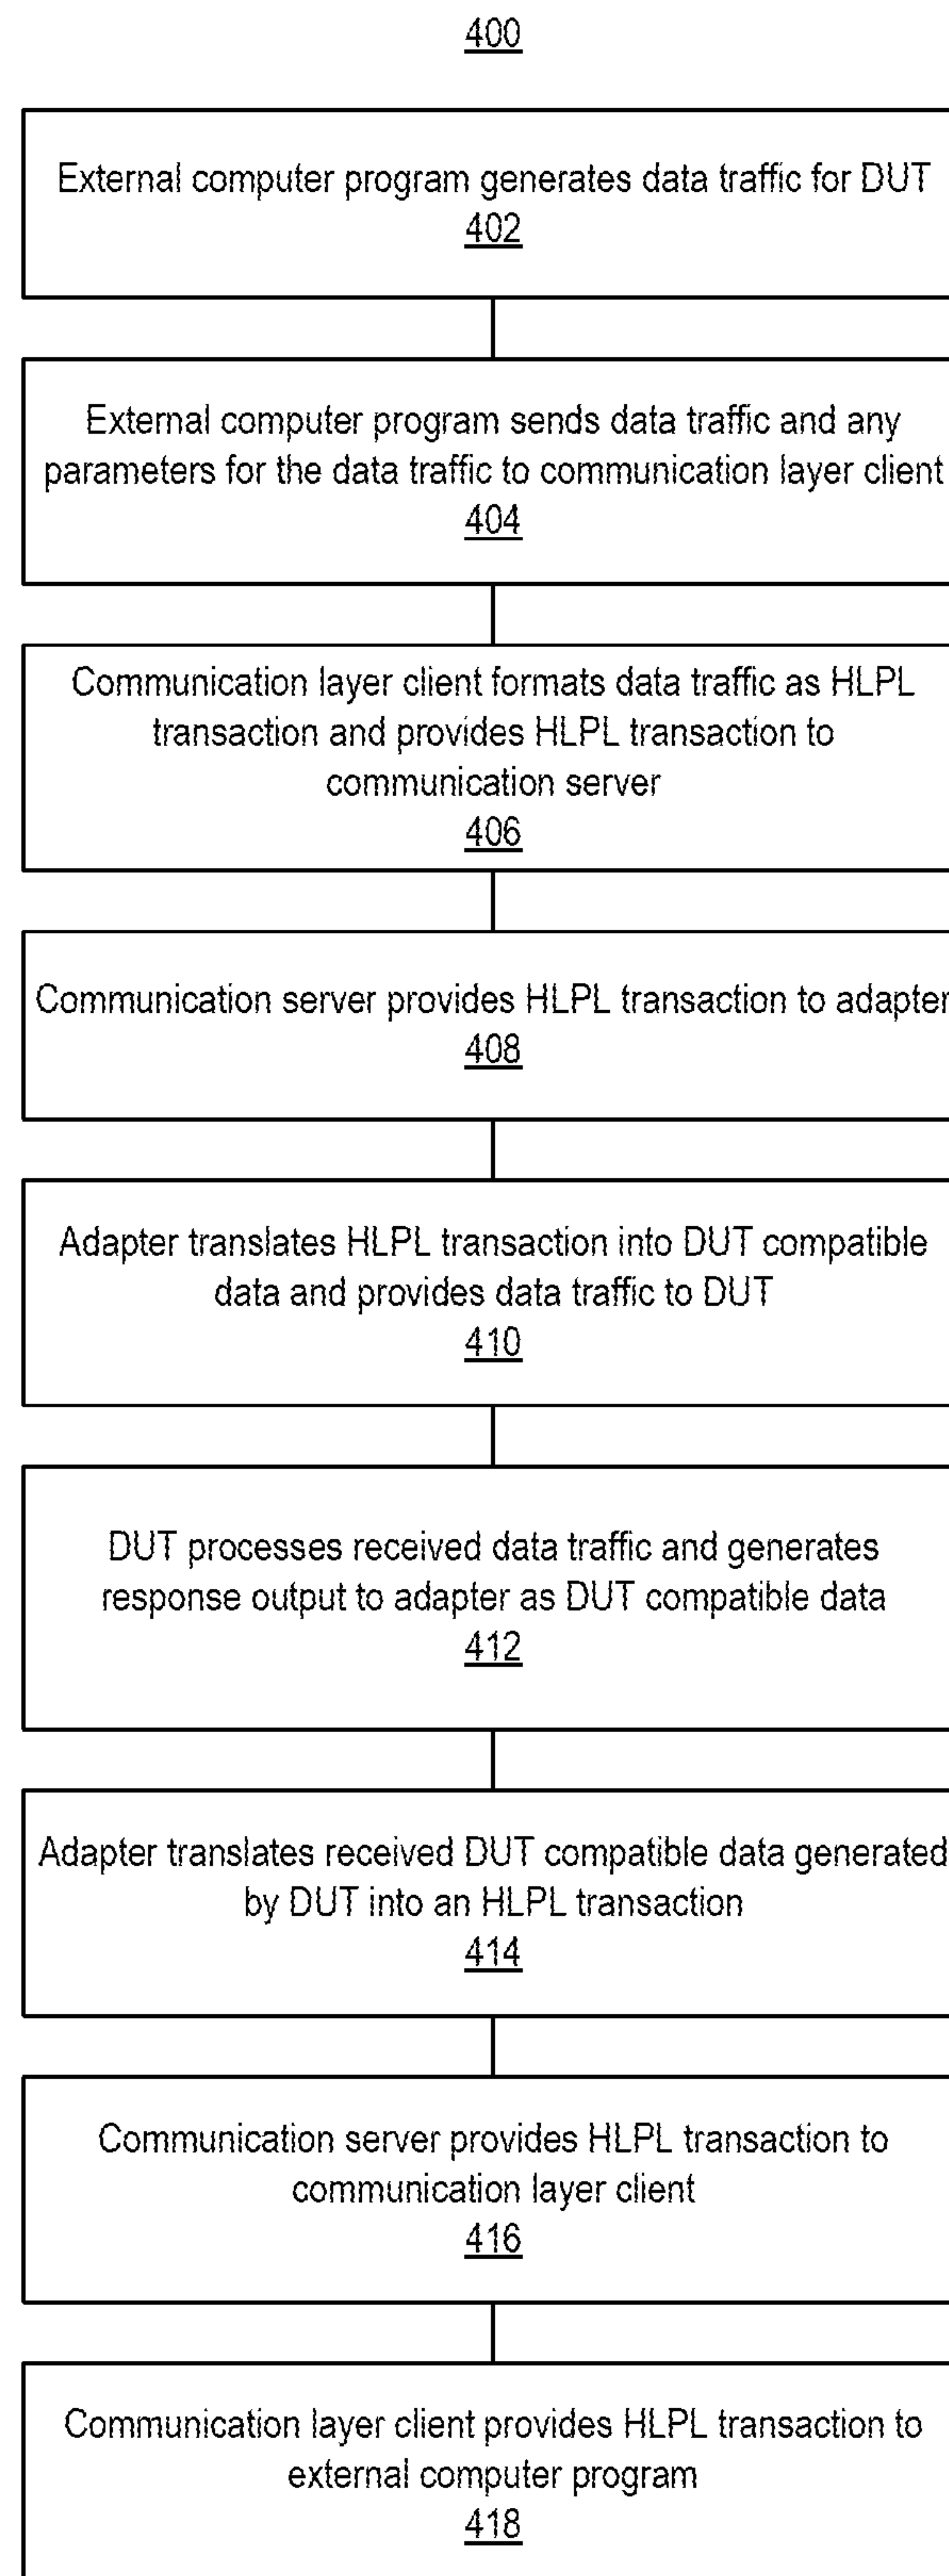 400
External computer program generates data traffic for DUT
402
External computer program sends data traffic and any
parameters for the data traffic to communication layer client
404
Communication layer client formats data traffic as HLPL
transaction and provides HLPL transaction to
communication server
406
Communication server provides HLPL transaction to adapter
408
Adapter translates HLPL transaction into DUT compatible
data and provides data traffic to DUT
410
DUT processes received data traffic and generates
response output to adapter as DUT compatible data
412
Adapter translates received DUT compatible data generated
by DUT into an HLPL transaction
414
Communication server provides HLPL transaction to
communication layer client
416
Communication layer client provides HLPL transaction to
external computer program
418